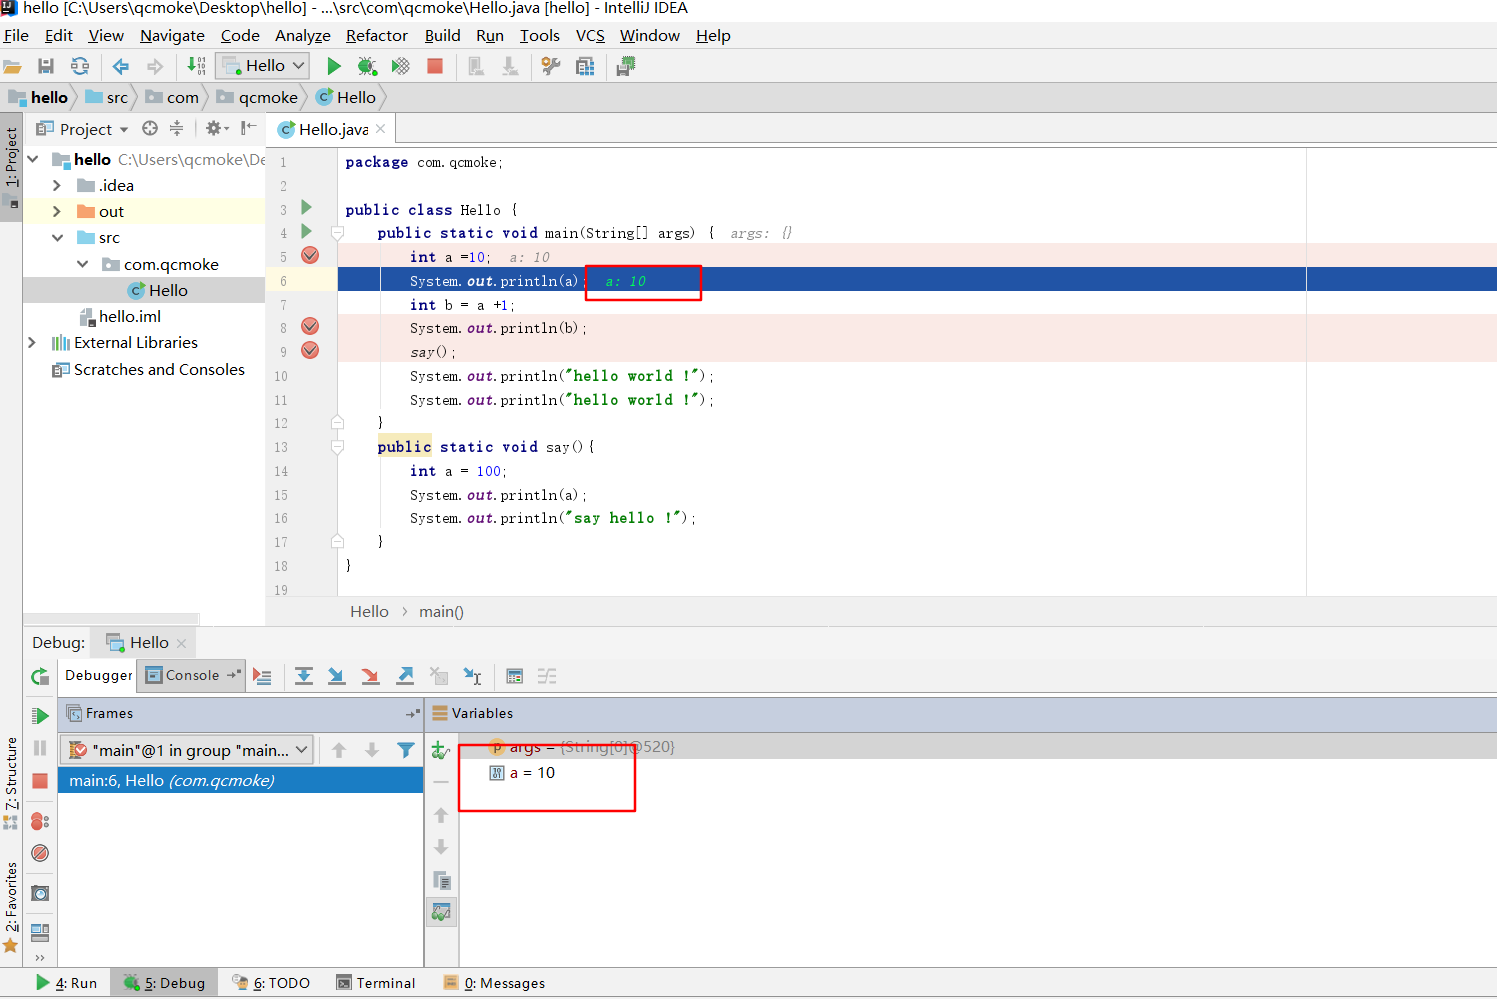 hello [C:\Users\qcmoke\Desktop\hello] - ...\src\com\qcmoke\Hello.java [hello] - IntelliJ IDEA
File Edit View Navigate Code Analyze Refactor Build Run Tools VCS Window Help
Hello
hello src com qcmoke Hello
1: Project
Project
Hello.java
hello C:\Users\qcmoke\De
.idea
out
src
com.qcmoke
Hello
hello.iml
External Libraries
Scratches and Consoles
1 package com.qcmoke;
2
3 public class Hello {
4 public static void main(String[] args) { args: {}
5 int a =10; a: 10
6 System.out.println(a); a: 10
7 int b = a +1;
8 System.out.println(b);
9 say();
10 System.out.println("hello world !");
11 System.out.println("hello world !");
12 }
13 public static void say(){
14 int a = 100;
15 System.out.println(a);
16 System.out.println("say hello !");
17 }
18 }
19
Hello > main()
Debug: Hello
Debugger Console
Frames
Variables
"main"@1 in group "main...
main:6, Hello (com.qcmoke)
args = {String[0]@520}
a = 10
7: Structure
2: Favorites
4: Run 5: Debug 6: TODO Terminal 0: Messages